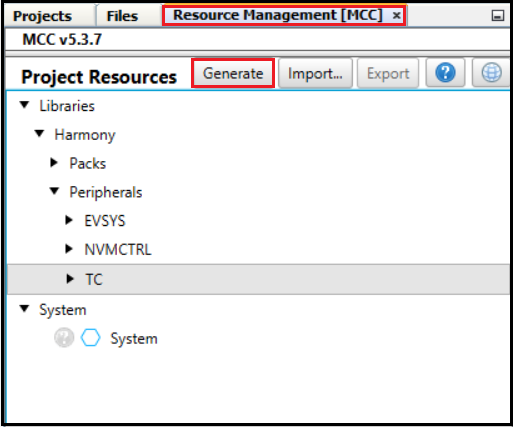 Projects Files Resource Management [MCC] ×
MCC v5.3.7
Project Resources Generate Import... Export ?
Libraries
Harmony
Packs
Peripherals
EVSYS
NVMCTRL
TC
System
? System